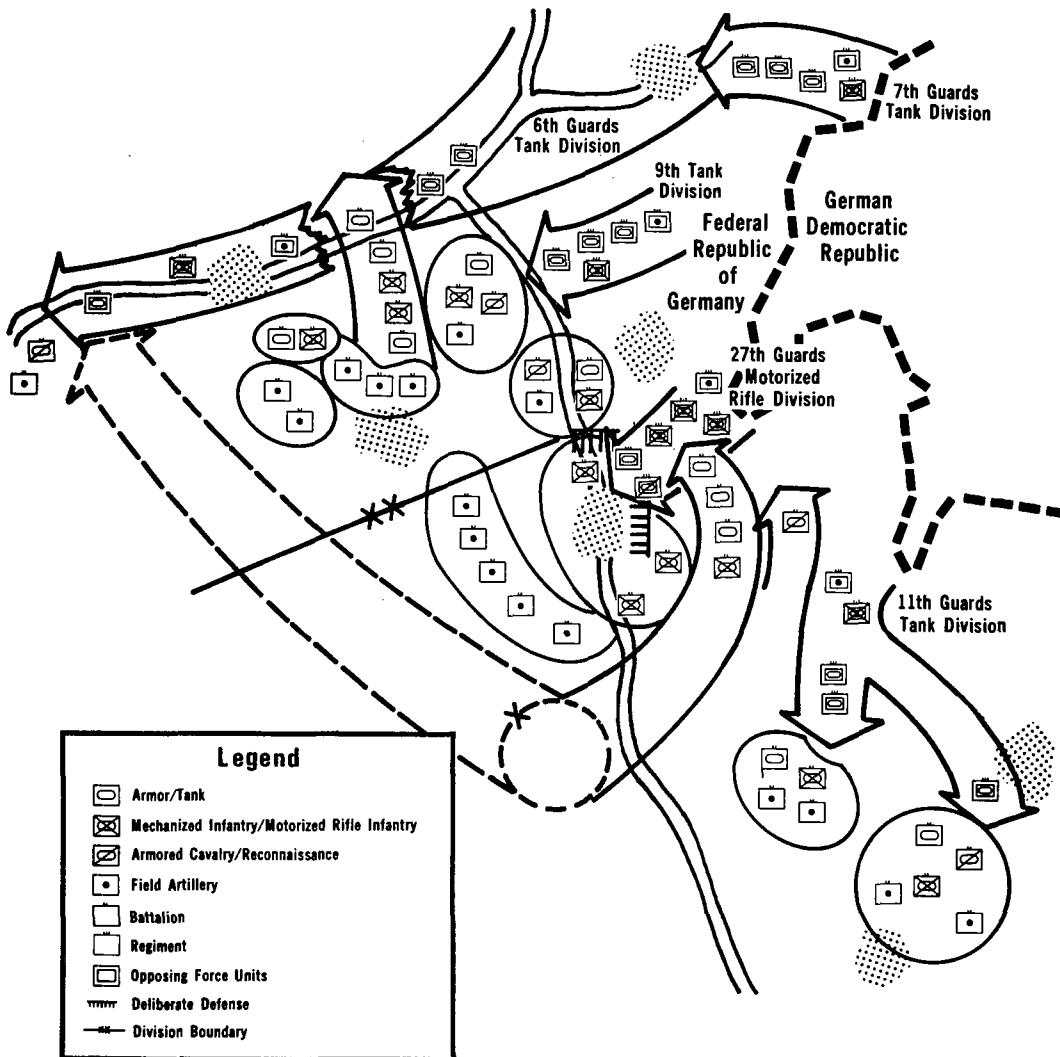 7th Guards
Tank Division
6th Guards
Tank Division
9th Tank
Division
Federal
Republic
of
Germany
German
Democratic
Republic
27th Guards
Motorized
Rifle Division
11th Guards
Tank Division
Legend
Armor/Tank
Mechanized Infantry/Motorized Rifle Infantry
Armored Cavalry/Reconnaissance
Field Artillery
Battalion
Regiment
Opposing Force Units
Deliberate Defense
Division Boundary